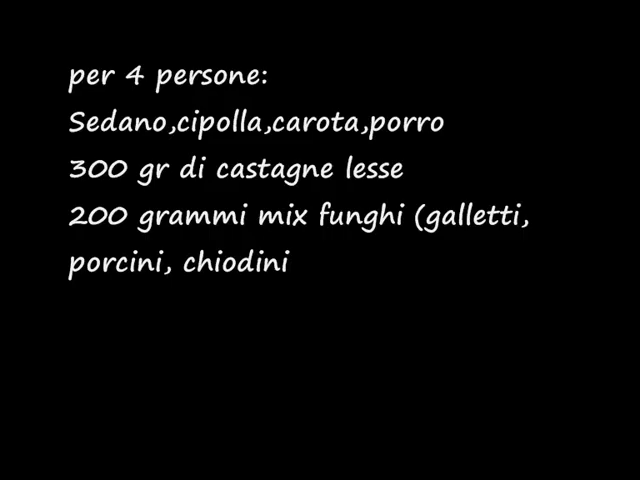 per 4 persone:
Sedano,cipolla,carota,porro
300 gr di castagne lesse
200 grammi mix funghi (galletti,
porcini, chiodini